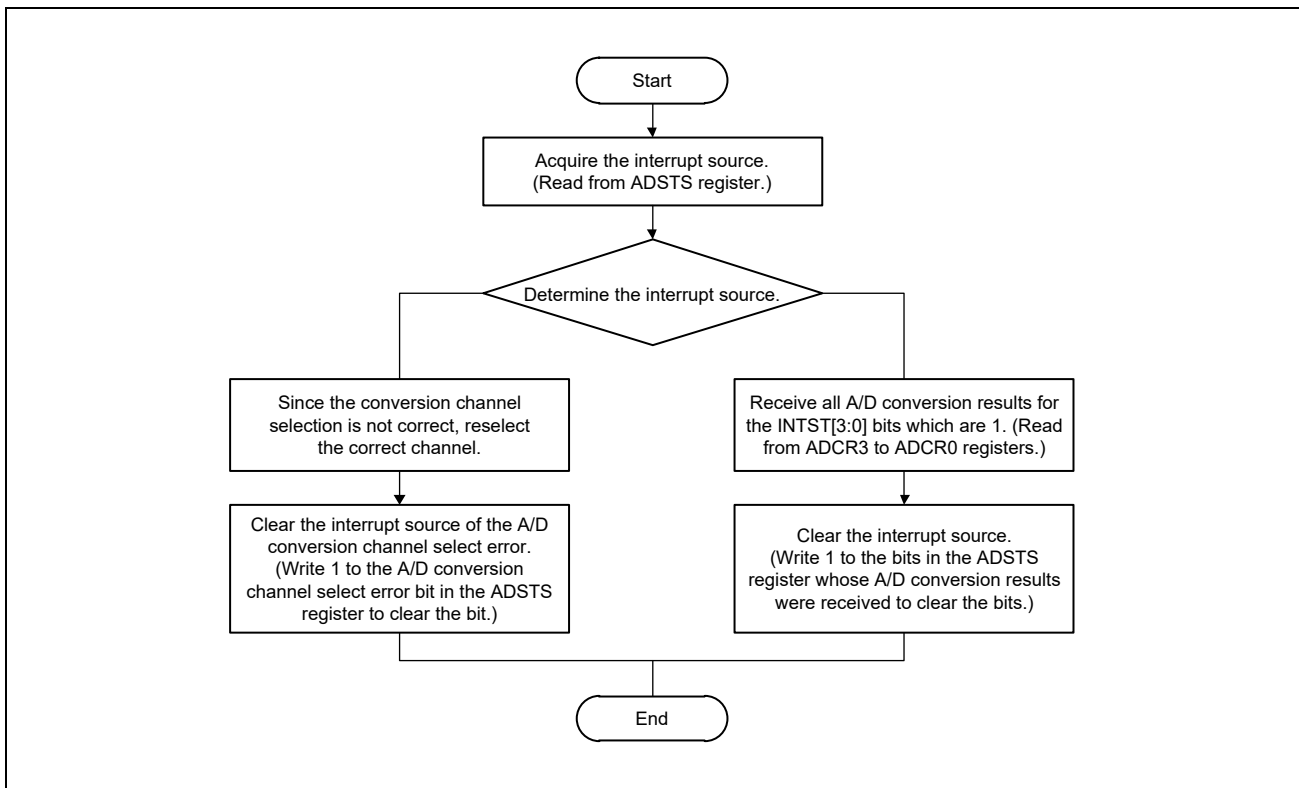 Start
Acquire the interrupt source.
(Read from ADSTS register.)
Determine the interrupt source.
Since the conversion channel
selection is not correct, reselect
the correct channel.
Receive all A/D conversion results for
the INTST[3:0] bits which are 1. (Read
from ADCR3 to ADCR0 registers.)
Clear the interrupt source of the A/D
conversion channel select error.
(Write 1 to the A/D conversion
channel select error bit in the ADSTS
register to clear the bit.)
Clear the interrupt source.
(Write 1 to the bits in the ADSTS
register whose A/D conversion results
were received to clear the bits.)
End